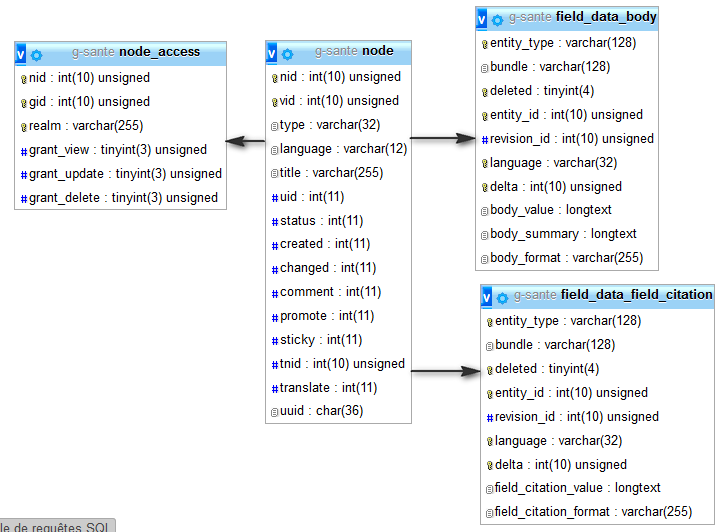 v g-sante node_access
nid : int(10) unsigned
gid : int(10) unsigned
realm : varchar(255)
# grant_view : tinyint(3) unsigned
# grant_update : tinyint(3) unsigned
# grant_delete : tinyint(3) unsigned
v g-sante node
nid : int(10) unsigned
vid : int(10) unsigned
type : varchar(32)
language : varchar(12)
title : varchar(255)
# uid : int(11)
# status : int(11)
# created : int(11)
# changed : int(11)
# comment : int(11)
# promote : int(11)
# sticky : int(11)
# tnid : int(10) unsigned
# translate : int(11)
uuid : char(36)
v g-sante field_data_body
entity_type : varchar(128)
bundle : varchar(128)
deleted : tinyint(4)
entity_id : int(10) unsigned
# revision_id : int(10) unsigned
language : varchar(32)
delta : int(10) unsigned
body_value : longtext
body_summary : longtext
body_format : varchar(255)
v g-sante field_data_field_citation
entity_type : varchar(128)
bundle : varchar(128)
deleted : tinyint(4)
entity_id : int(10) unsigned
# revision_id : int(10) unsigned
language : varchar(32)
delta : int(10) unsigned
field_citation_value : longtext
field_citation_format : varchar(255)
le de requêtes SQL